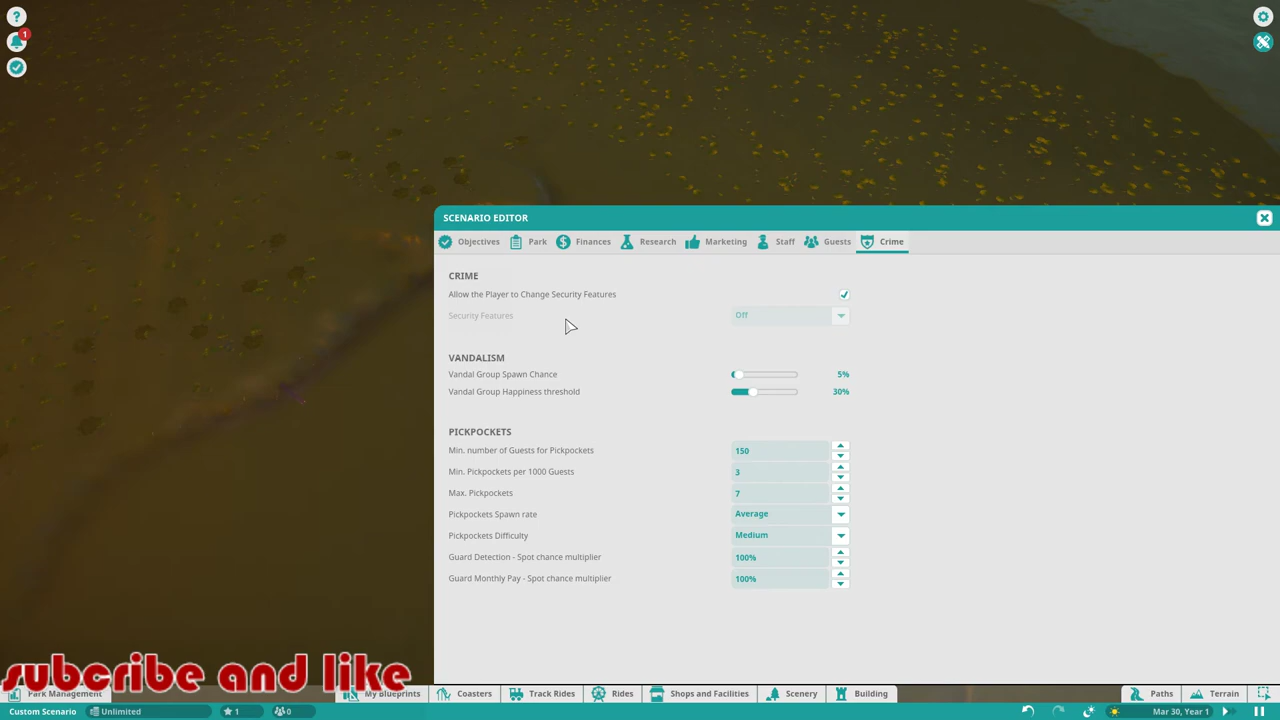 ?
1
SCENARIO EDITOR
Objectives Park Finances Research Marketing Staff Guests Crime
CRIME
Allow the Player to Change Security Features
Security Features Off
VANDALISM
Vandal Group Spawn Chance 5%
Vandal Group Happiness threshold 30%
PICKPOCKETS
Min. number of Guests for Pickpockets 150
Min. Pickpockets per 1000 Guests 3
Max. Pickpockets 7
Pickpockets Spawn rate Average
Pickpockets Difficulty Medium
Guard Detection - Spot chance multiplier 100%
Guard Monthly Pay - Spot chance multiplier 100%
subcribe and like
Park Management My Blueprints Coasters Track Rides Rides Shops and Facilities Scenery Building Paths Terrain
Custom Scenario Unlimited 1 0 Mar 30, Year 1